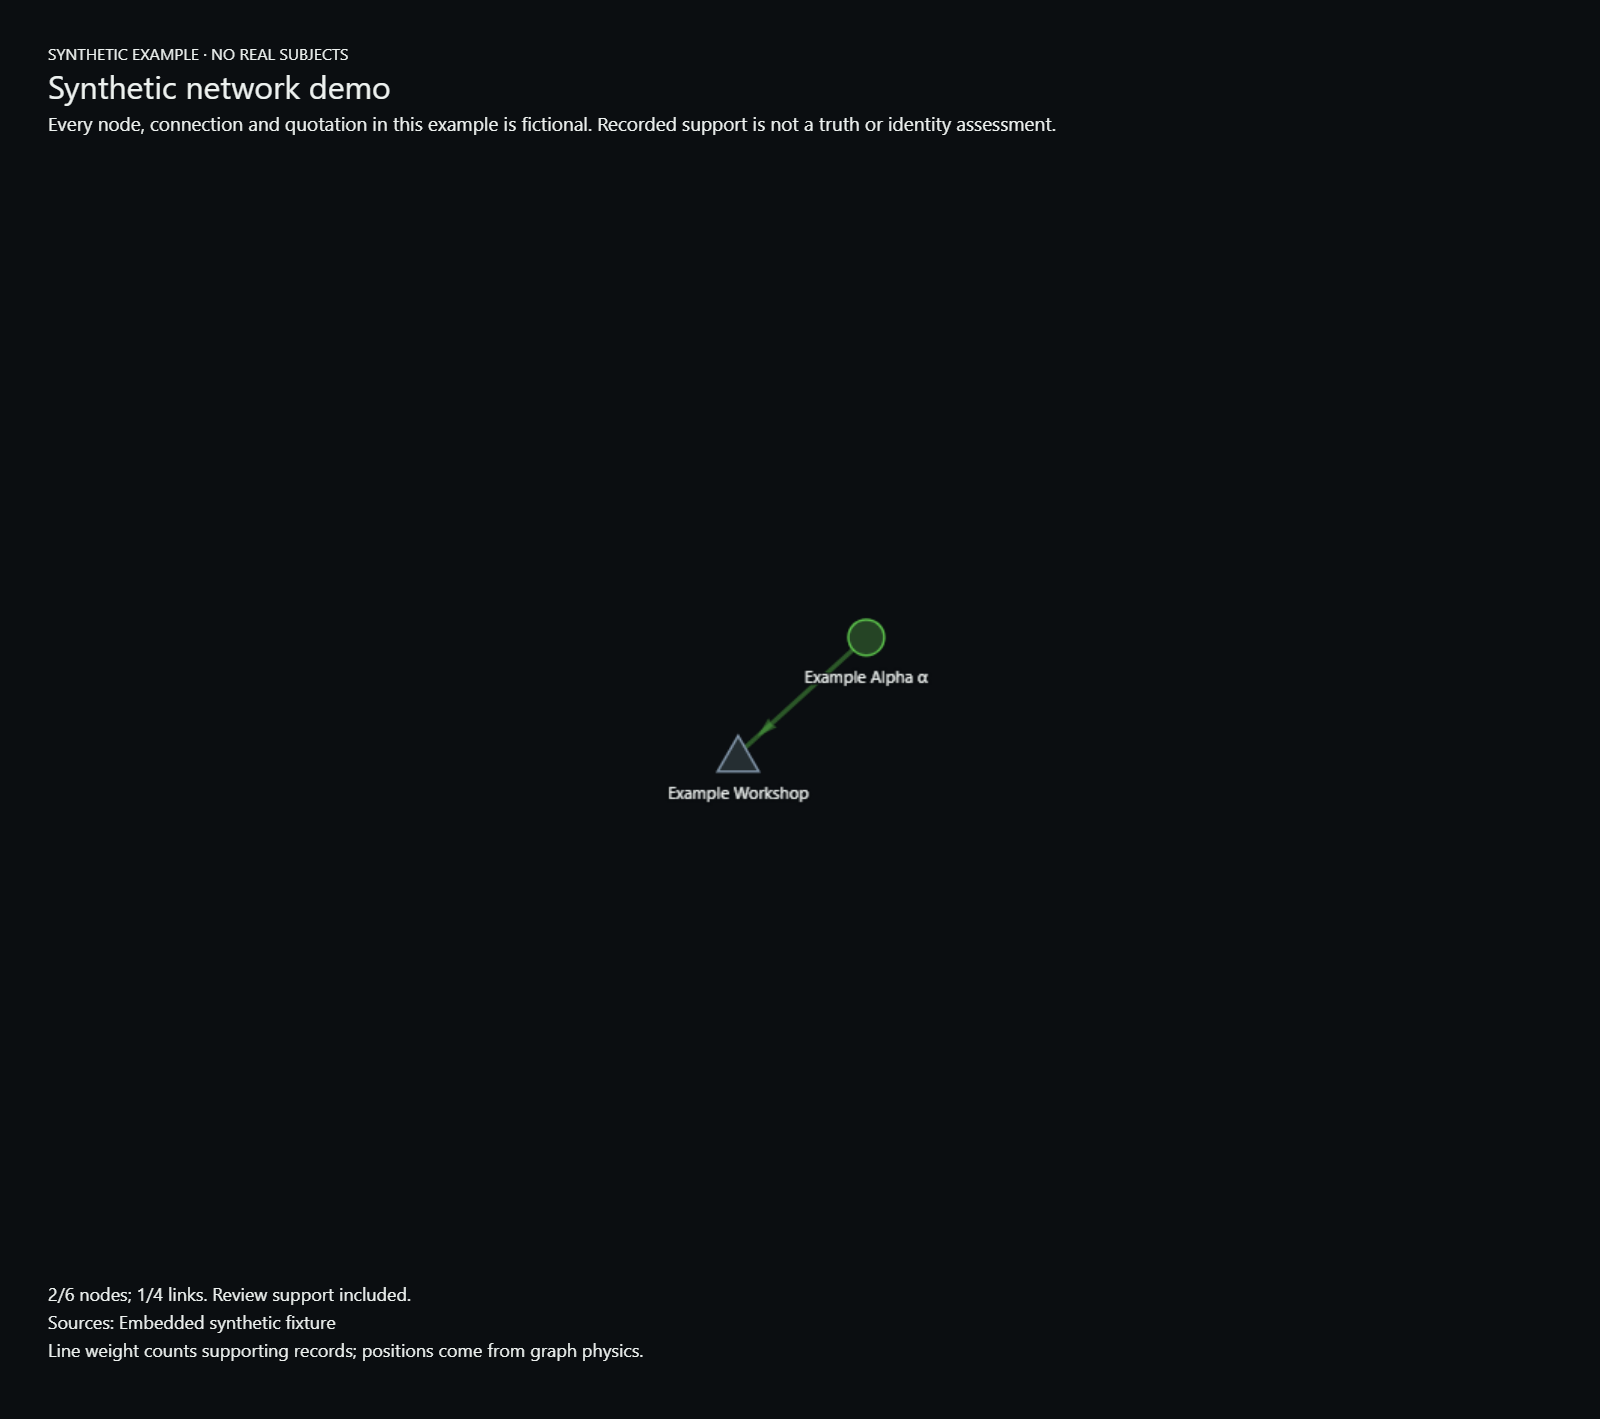 SYNTHETIC EXAMPLE · NO REAL SUBJECTS
Synthetic network demo
Every node, connection and quotation in this example is fictional. Recorded support is not a truth or identity assessment.
Example Alpha α
Example Workshop
2/6 nodes; 1/4 links. Review support included.
Sources: Embedded synthetic fixture
Line weight counts supporting records; positions come from graph physics.